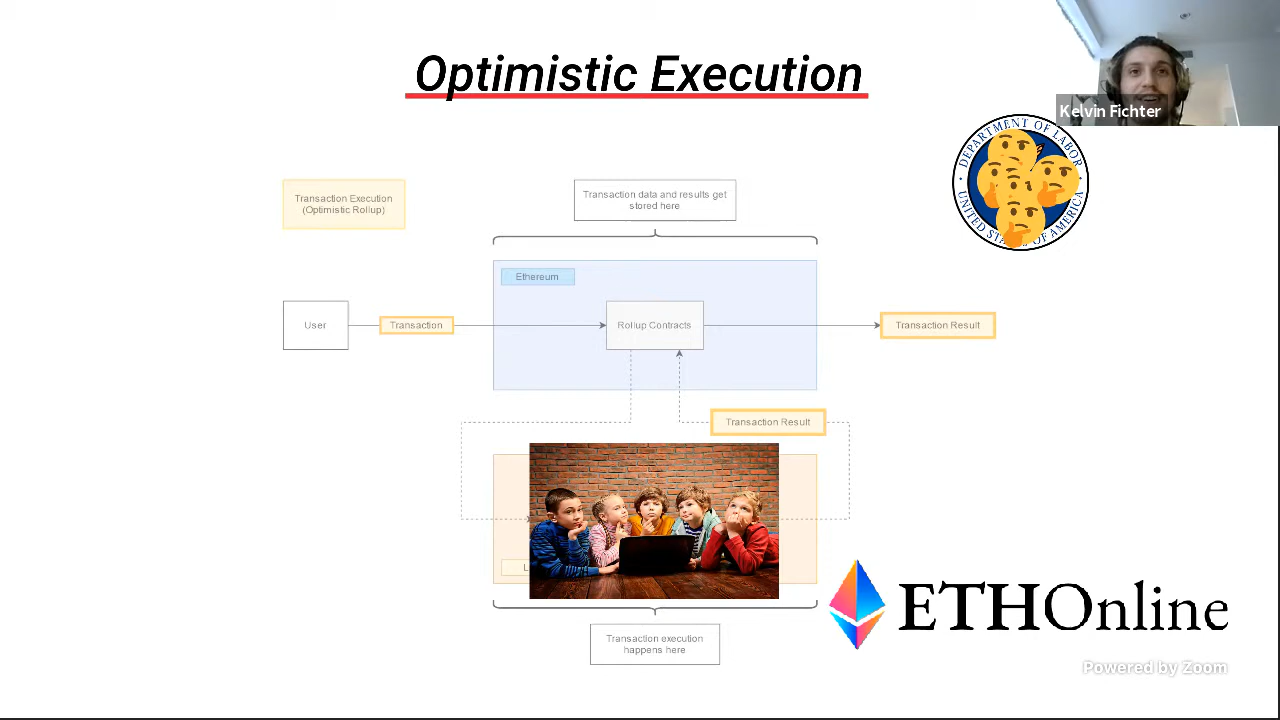 Optimistic Execution
Kelvin Fichter
DEPARTMENT OF LABOR
UNITED STATES OF AMERICA
Transaction Execution
(Optimistic Rollup)
Transaction data and results get
stored here
Ethereum
User
Transaction
Rollup Contracts
Transaction Result
Transaction Result
L
Transaction execution
happens here
ETHOnline
Powered by Zoom